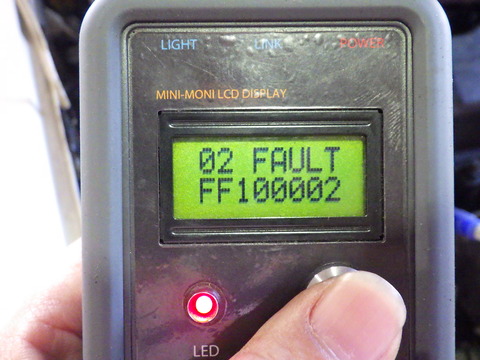 LIGHT LINK POWER
MINI-MONI LCD DISPLAY
02 FAULT
FF100002
LED